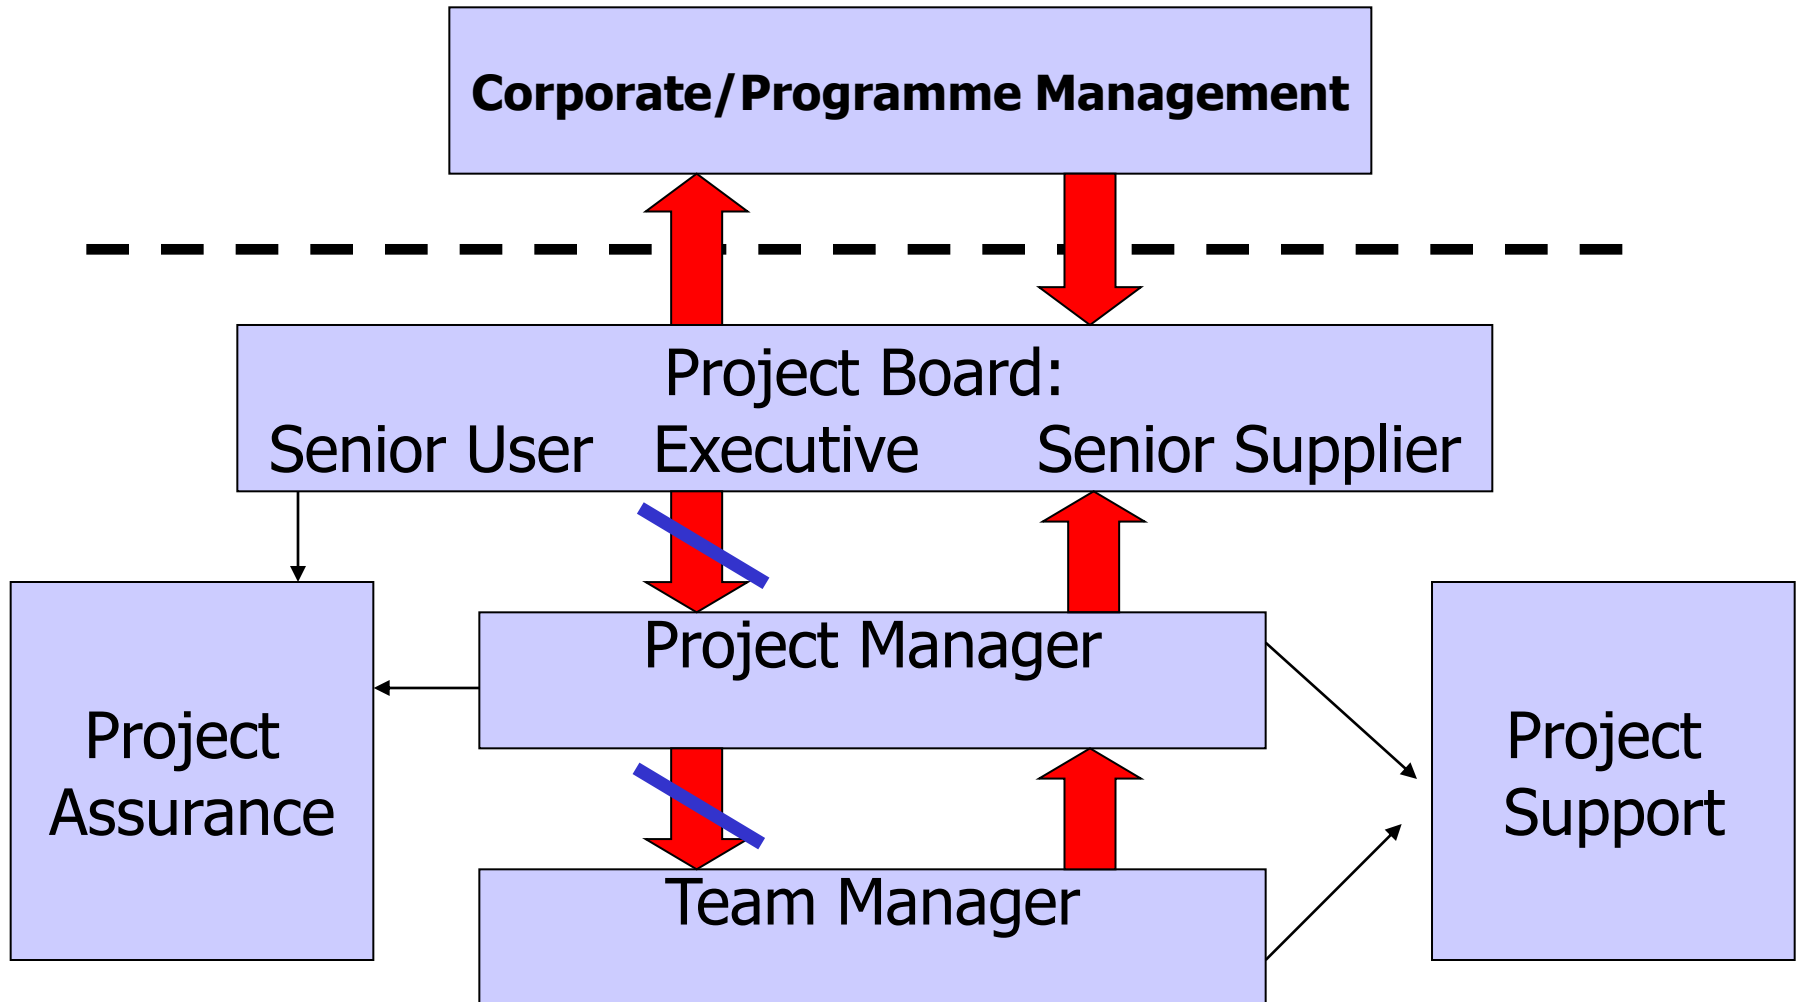 Corporate/Programme Management
Project Board:
Senior User Executive Senior Supplier
Project Manager
Project
Assurance
Project
Support
Team Manager